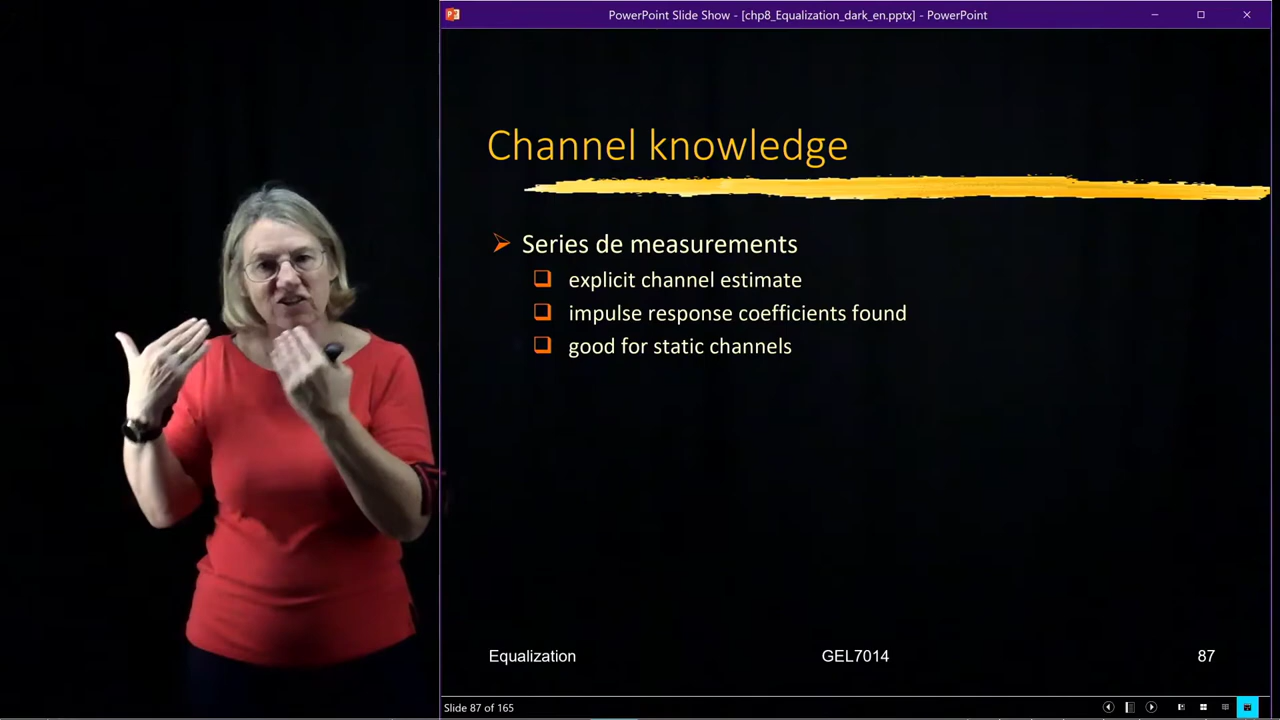 PowerPoint Slide Show - [chp8_Equalization_dark_en.pptx] - PowerPoint
Channel knowledge
Series de measurements
explicit channel estimate
impulse response coefficients found
good for static channels
Equalization GEL7014 87
Slide 87 of 165